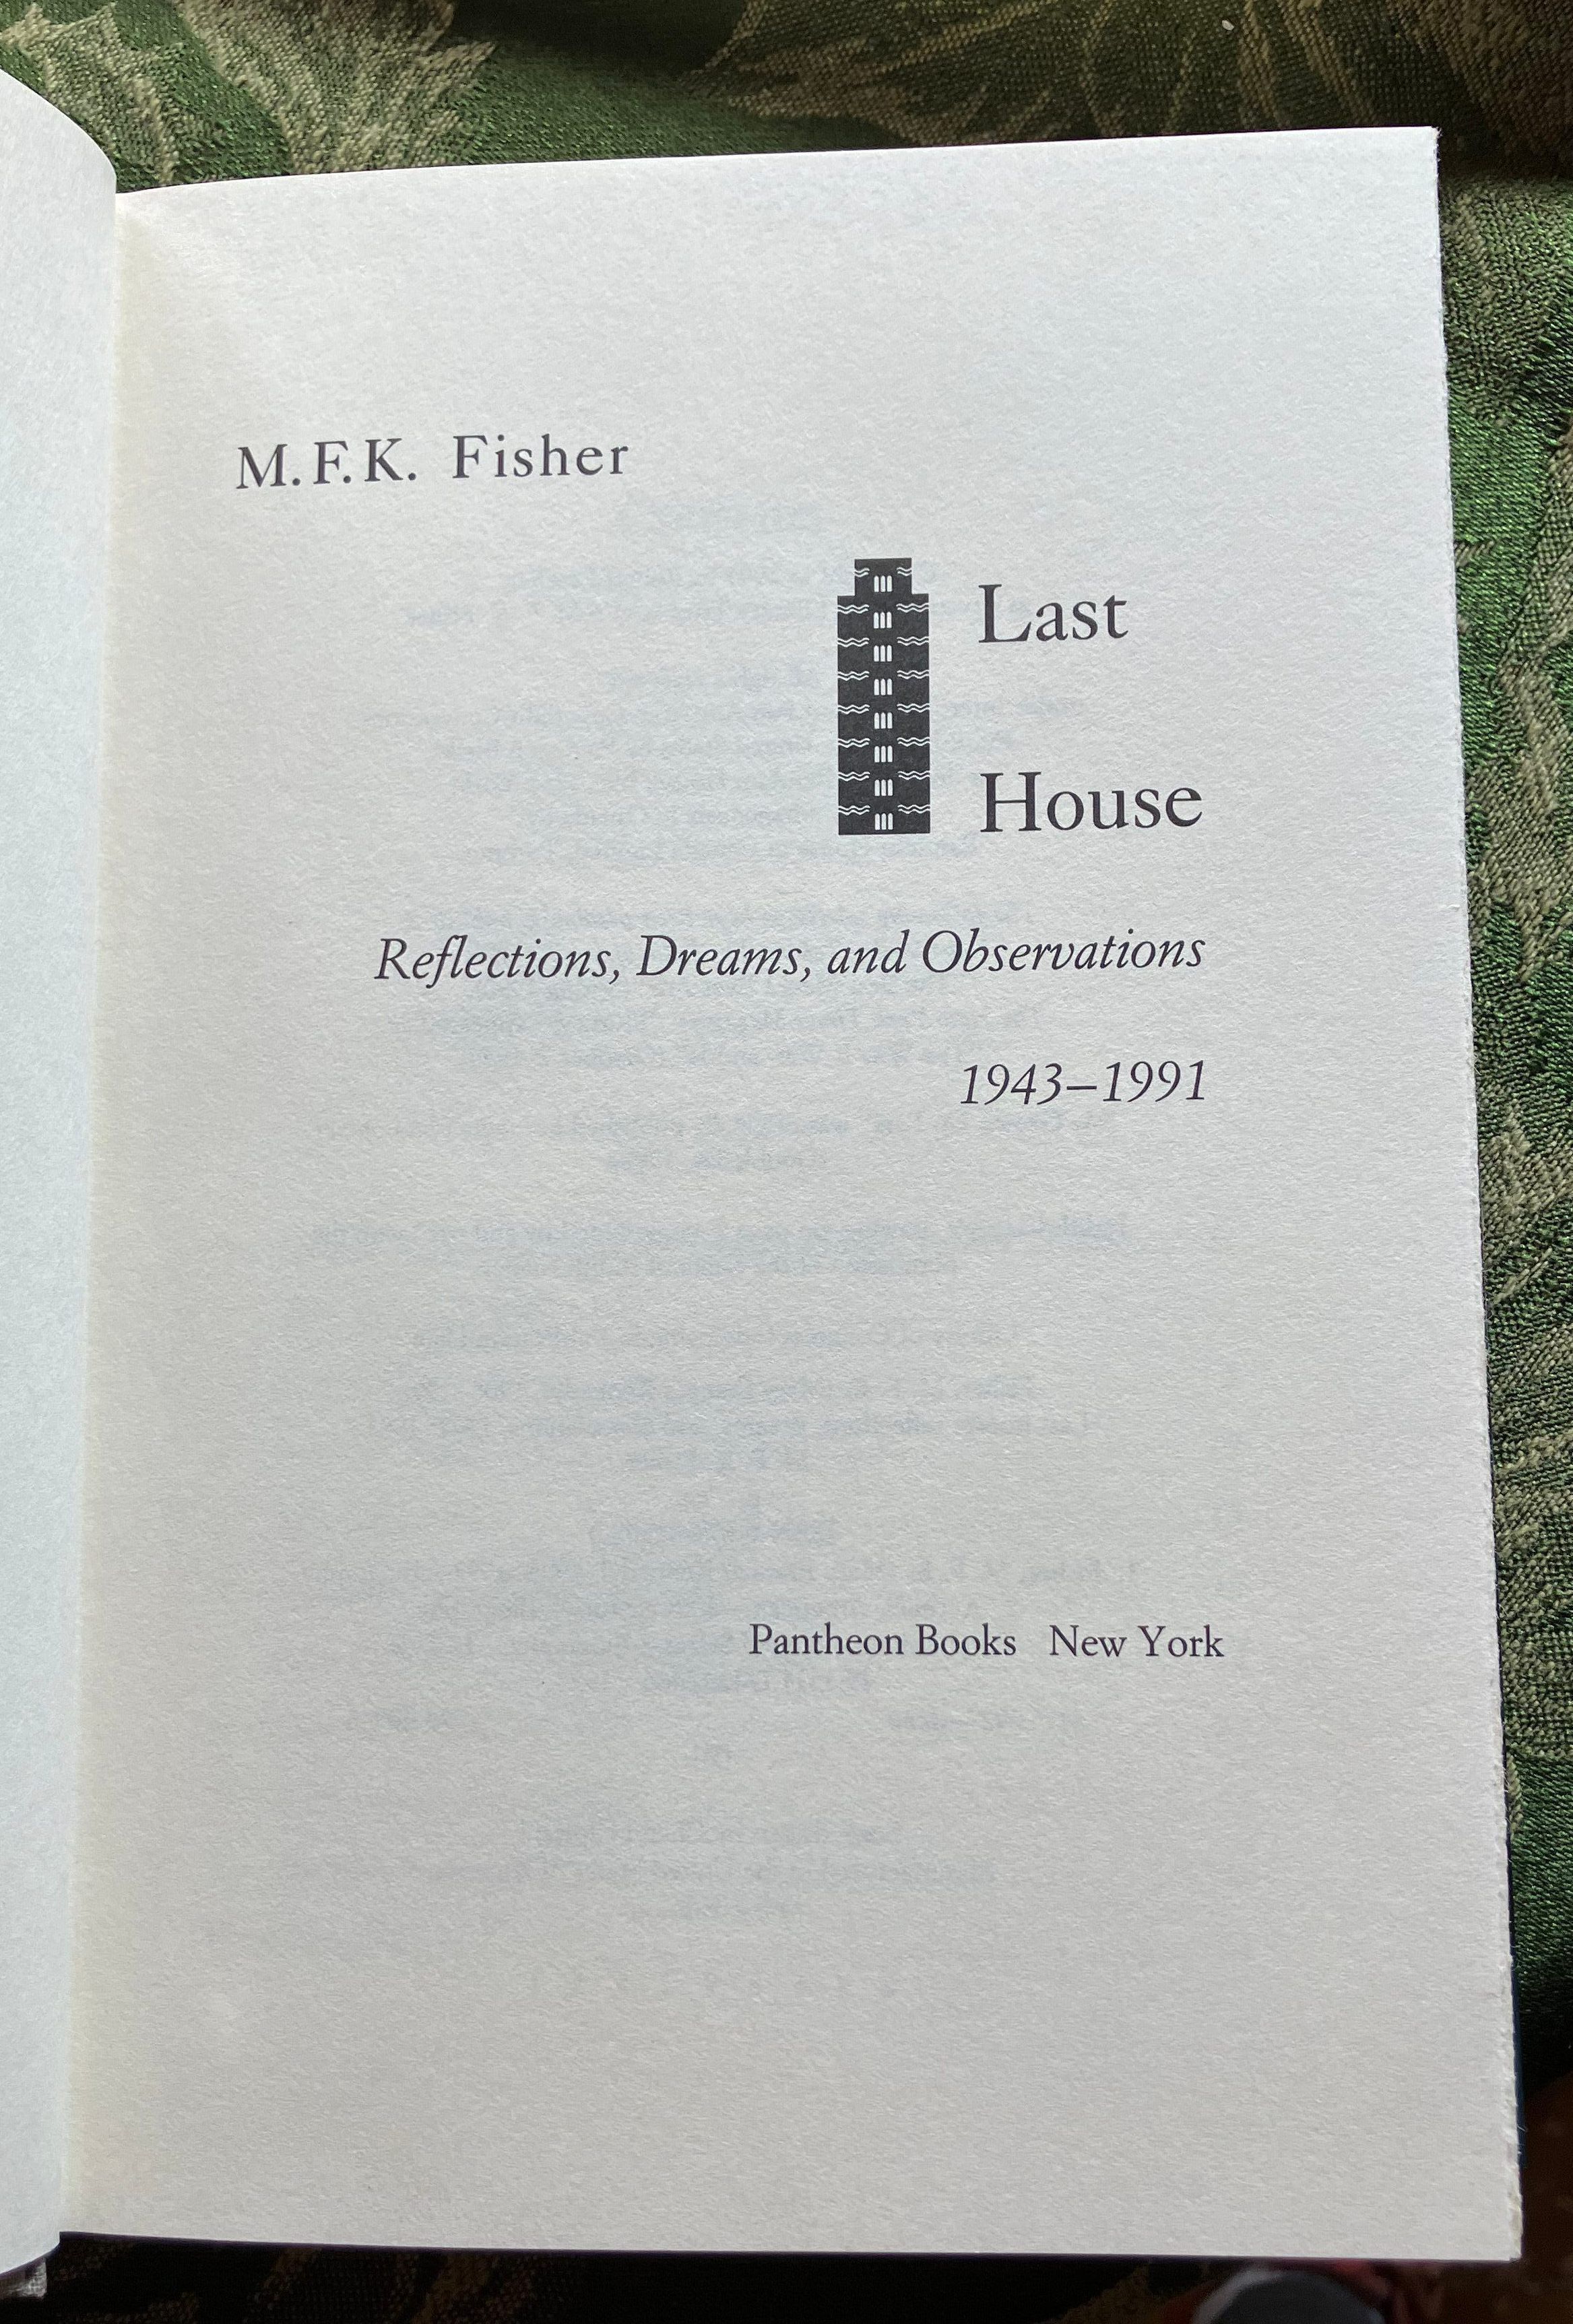 M.F.K. Fisher
Last
House
Reflections, Dreams, and Observations
1943–1991
Pantheon Books New York